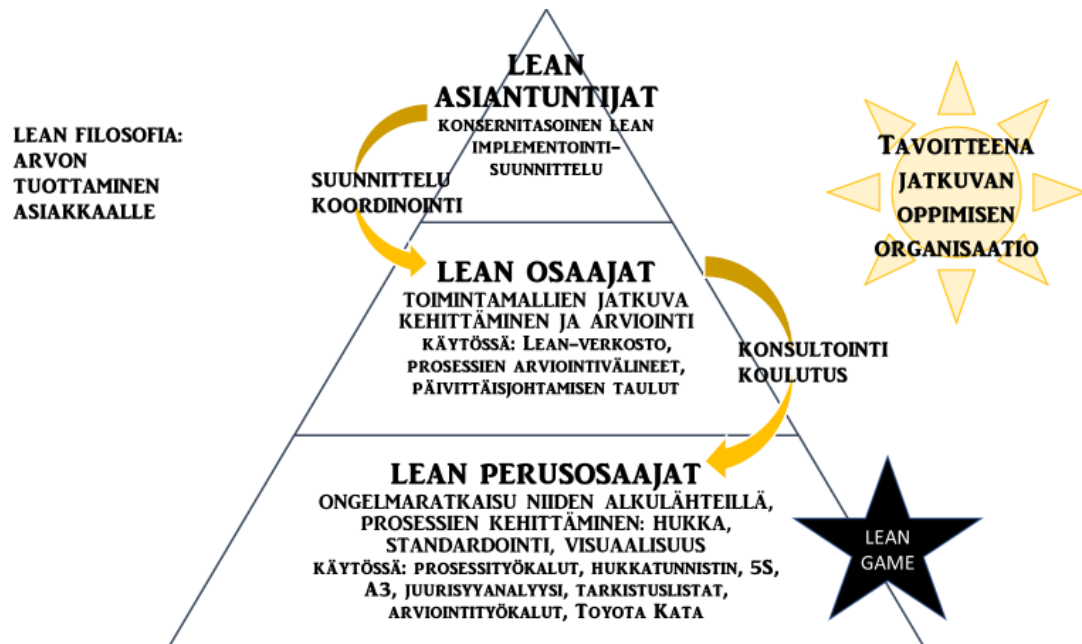 LEAN
ASIANTUNTIJAT
KONSERNITASOINEN LEAN
IMPLEMENTOINTI-
SUUNNITTELU
LEAN FILOSOFIA:
ARVON
TUOTTAMINEN
ASIAKKAALLE
SUUNNITTELU
KOORDINOINTI
TAVOITTEENA
JATKUVAN
OPPIMISEN
ORGANISAATIO
LEAN OSAAJAT
TOIMINTAMALLIEN JATKUVA
KEHITTÄMINEN JA ARVIOINTI
KÄYTÖSSÄ: LEAN-VERKOSTO,
PROSESSIEN ARVIOINTIVÄLINEET,
PÄIVITTÄISJOHTAMISEN TAULUT
KONSULTOINTI
KOULUTUS
LEAN PERUSOSAAJAT
ONGELMARATKAISU NIIDEN ALKULÄHTEILLÄ,
PROSESSIEN KEHITTÄMINEN: HUKKA,
STANDARDOINTI, VISUAALISUUS
KÄYTÖSSÄ: PROSESSITYÖKALUT, HUKKATUNNISTIN, 5S,
A3, JUURISYYANALYYSI, TARKISTUSLISTAT,
ARVIOINTITYÖKALUT, TOYOTA KATA
LEAN
GAME